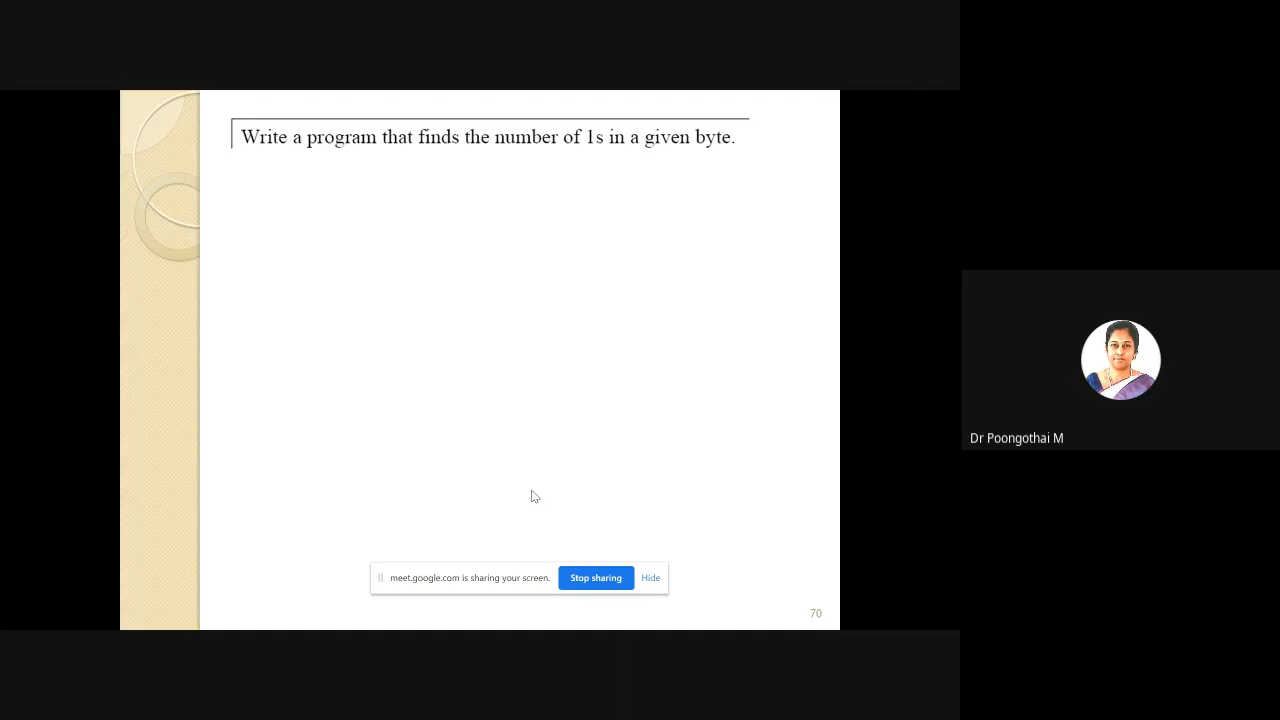 Write a program that finds the number of 1s in a given byte.
meet.google.com is sharing your screen. Stop sharing Hide
70
Dr Poongothai M